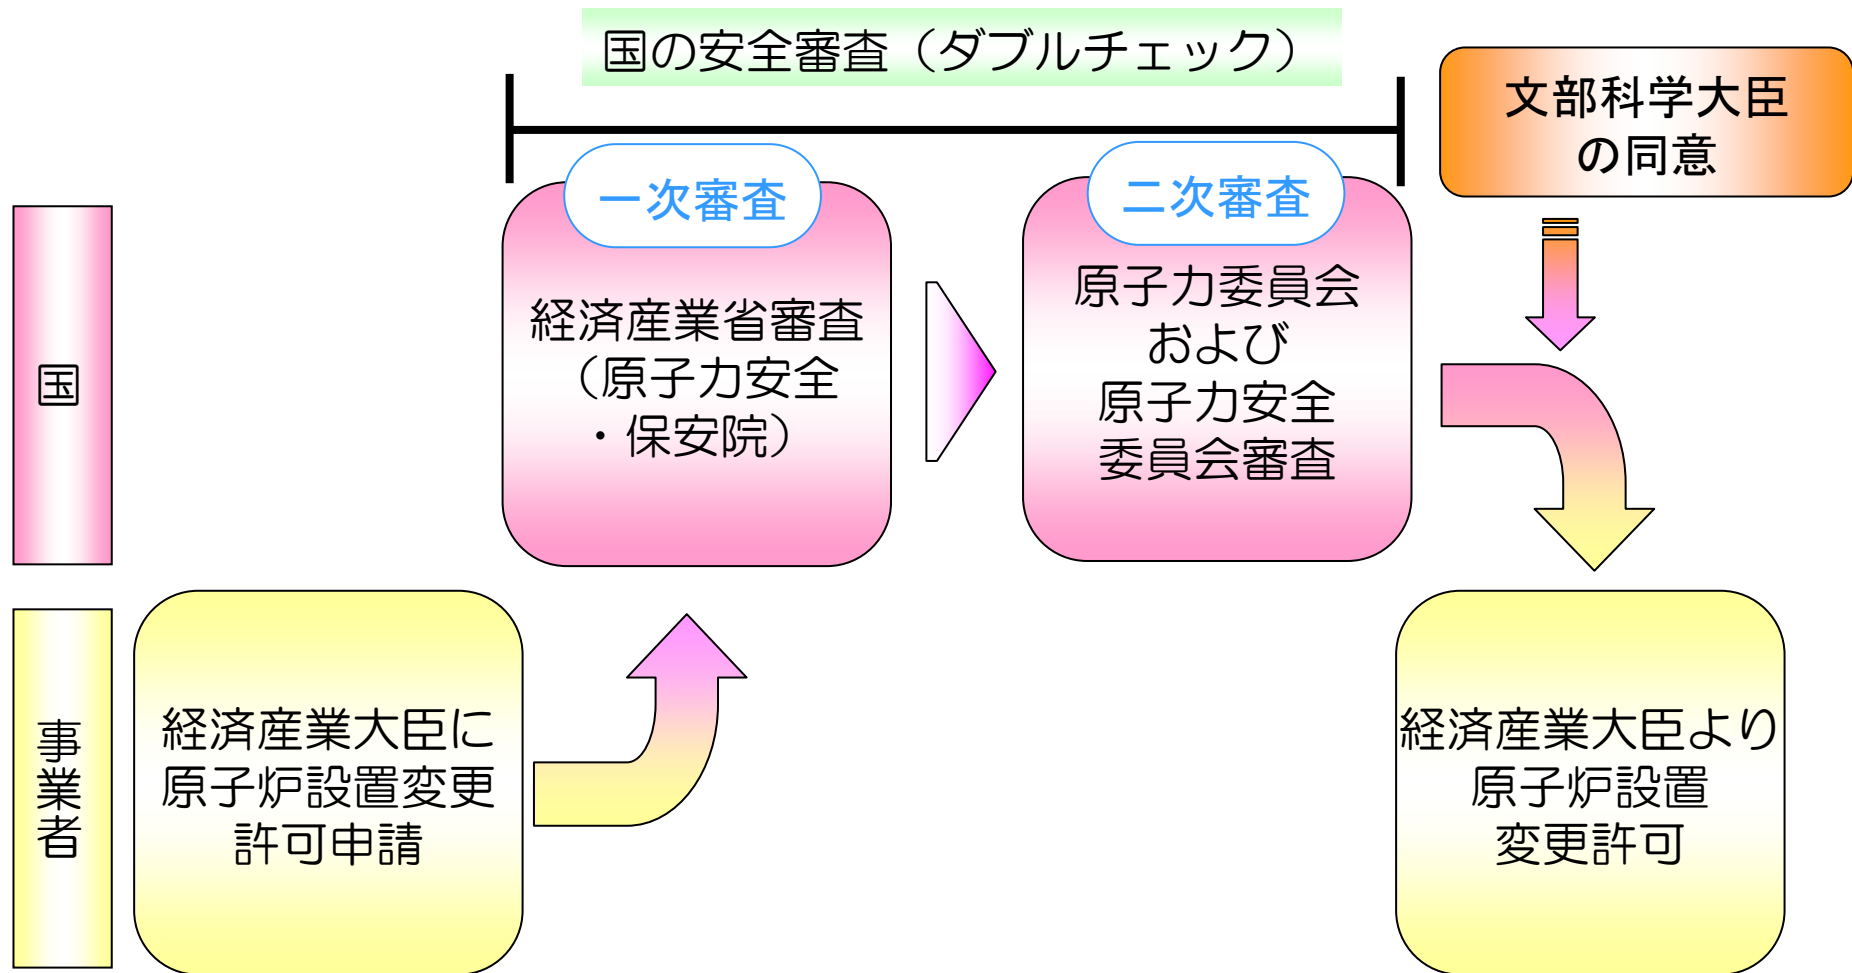 国の安全審査（ダブルチェック）
文部科学大臣
の同意
一次審査
二次審査
国
経済産業省審査
（原子力安全
・保安院）
原子力委員会
および
原子力安全
委員会審査
事業者
経済産業大臣に
原子炉設置変更
許可申請
経済産業大臣より
原子炉設置
変更許可